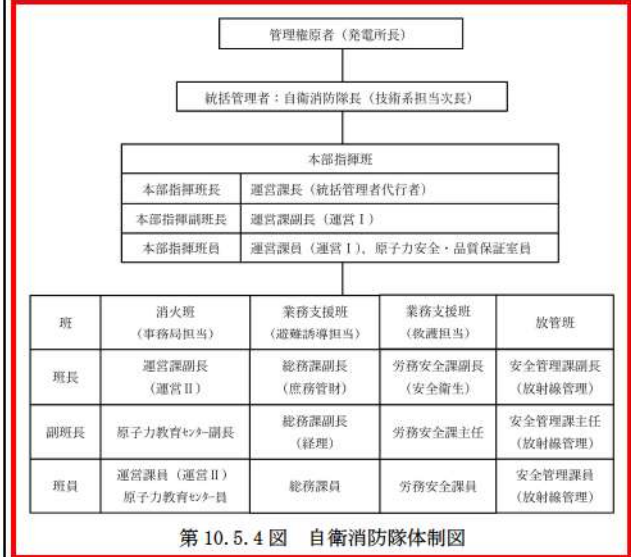 管理権原者（発電所長）
統括管理者：自衛消防隊長（技術系担当次長）
本部指揮班
本部指揮班長 運営課長（統括管理者代行者）
本部指揮副班長 運営課副長（運営Ⅰ）
本部指揮班員 運営課員（運営Ⅰ）、原子力安全・品質保証室員
班 消火班 業務支援班 業務支援班 放管班
（事務局担当） （避難誘導担当） （救護担当）
班長 運営課副長 総務課副長 労務安全課副長 安全管理課副長
（運営Ⅱ） （庶務管財） （安全衛生） （放射線管理）
副班長 原子力教育ｾﾝﾀｰ副長 総務課副長 労務安全課主任 安全管理課主任
（経理） （放射線管理）
班員 運営課員（運営Ⅱ） 総務課員 労務安全課員 安全管理課員
原子力教育ｾﾝﾀｰ員 （放射線管理）
第 10.5.4 図　自衛消防隊体制図